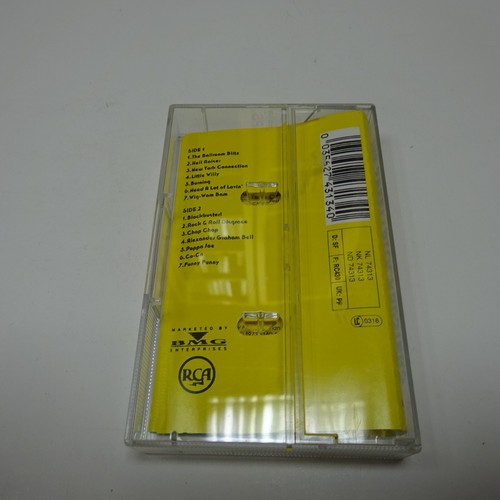 SIDE 1
1. The Ballroom Blitz
2. Hell Raiser
3. New York Connection
4. Little Willy
5. Burning
6. Need A Lot of Lovin'
7. Wig-Wam Bam
SIDE 2
1. Blockbuster!
2. Rock & Roll Disgrace
3. Chop Chop
4. Alexander Graham Bell
5. Poppa Joe
6. Co-Co
7. Funny Funny
MARKETED BY
BMG
ENTERPRISES
RCA
NL 74313
NK 74313
ND 74313
0316